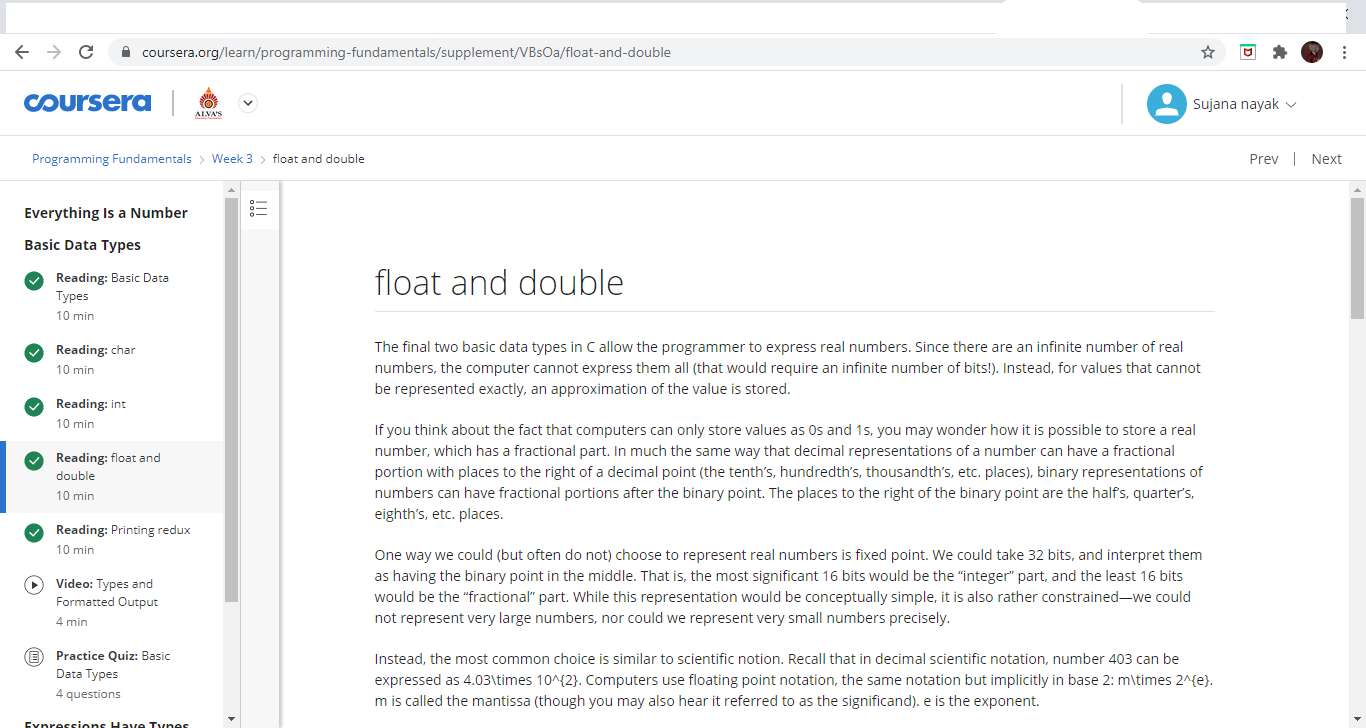 coursera.org/learn/programming-fundamentals/supplement/VBsOa/float-and-double
coursera
ALVA'S
Sujana nayak
Programming Fundamentals > Week 3 > float and double
Prev | Next
Everything Is a Number
Basic Data Types
Reading: Basic Data
Types
10 min
Reading: char
10 min
Reading: int
10 min
Reading: float and
double
10 min
Reading: Printing redux
10 min
Video: Types and
Formatted Output
4 min
Practice Quiz: Basic
Data Types
4 questions
Expressions Have Types
float and double
The final two basic data types in C allow the programmer to express real numbers. Since there are an infinite number of real
numbers, the computer cannot express them all (that would require an infinite number of bits!). Instead, for values that cannot
be represented exactly, an approximation of the value is stored.
If you think about the fact that computers can only store values as 0s and 1s, you may wonder how it is possible to store a real
number, which has a fractional part. In much the same way that decimal representations of a number can have a fractional
portion with places to the right of a decimal point (the tenth’s, hundredth’s, thousandth’s, etc. places), binary representations of
numbers can have fractional portions after the binary point. The places to the right of the binary point are the half’s, quarter’s,
eighth’s, etc. places.
One way we could (but often do not) choose to represent real numbers is fixed point. We could take 32 bits, and interpret them
as having the binary point in the middle. That is, the most significant 16 bits would be the “integer” part, and the least 16 bits
would be the “fractional” part. While this representation would be conceptually simple, it is also rather constrained—we could
not represent very large numbers, nor could we represent very small numbers precisely.
Instead, the most common choice is similar to scientific notion. Recall that in decimal scientific notation, number 403 can be
expressed as 4.03\times 10^{2}. Computers use floating point notation, the same notation but implicitly in base 2: m\times 2^{e}.
m is called the mantissa (though you may also hear it referred to as the significand). e is the exponent.